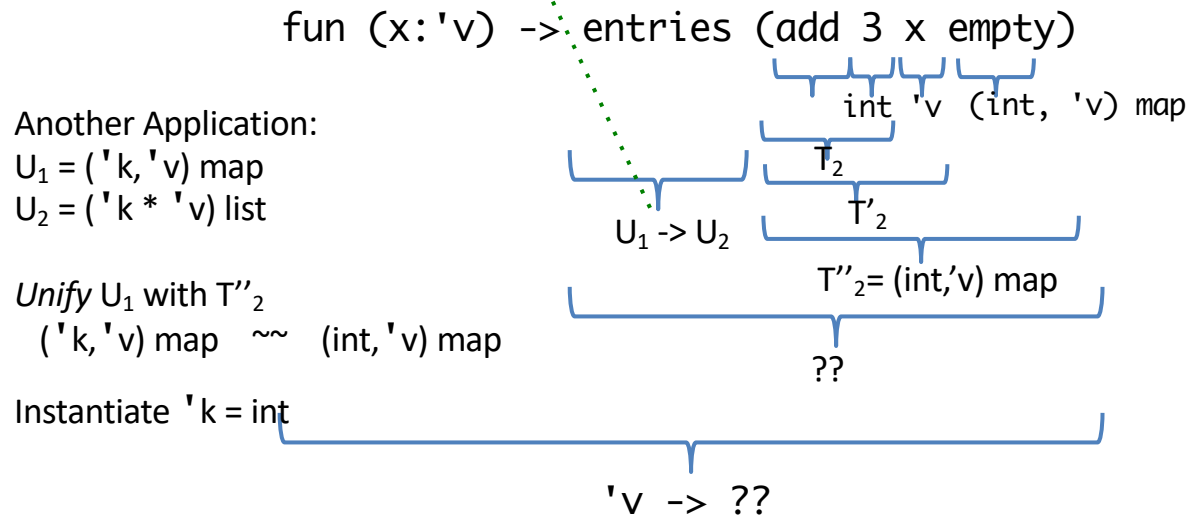 fun (x:'v) -> entries (add 3 x empty)
int 'v (int, 'v) map
Another Application:
U₁ = ('k,'v) map
U₂ = ('k * 'v) list
T₂
T'₂
U₁ -> U₂
T''₂= (int,'v) map
Unify U₁ with T''₂
('k,'v) map ~~ (int,'v) map
??
Instantiate 'k = int
'v -> ??